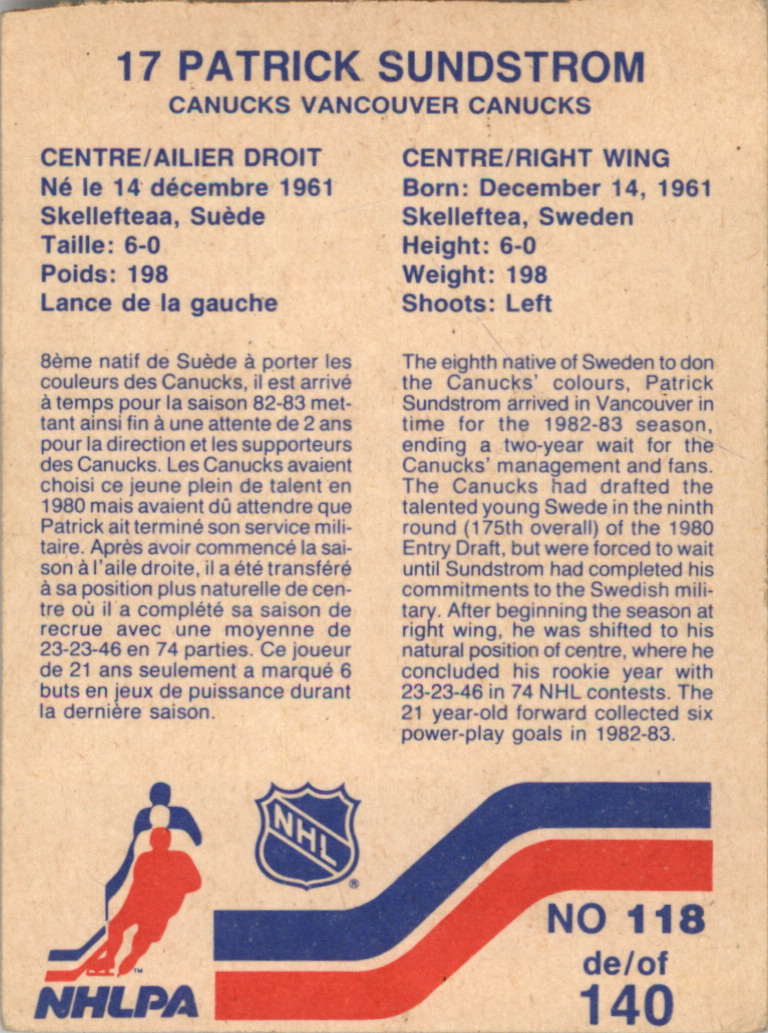 17 PATRICK SUNDSTROM
CANUCKS VANCOUVER CANUCKS
CENTRE/AILIER DROIT
Né le 14 décembre 1961
Skellefteaa, Suède
Taille: 6-0
Poids: 198
Lance de la gauche
8ème natif de Suède à porter les
couleurs des Canucks, il est arrivé
à temps pour la saison 82-83 met-
tant ainsi fin à une attente de 2 ans
pour la direction et les supporteurs
des Canucks. Les Canucks avaient
choisi ce jeune plein de talent en
1980 mais avaient dû attendre que
Patrick ait terminé son service mili-
taire. Après avoir commencé la sai-
son à l'aile droite, il a été transféré
à sa position plus naturelle de cen-
tre où il a complété sa saison de
recrue avec une moyenne de
23-23-46 en 74 parties. Ce joueur
de 21 ans seulement a marqué 6
buts en jeux de puissance durant
la dernière saison.
CENTRE/RIGHT WING
Born: December 14, 1961
Skelleftea, Sweden
Height: 6-0
Weight: 198
Shoots: Left
The eighth native of Sweden to don
the Canucks' colours, Patrick
Sundstrom arrived in Vancouver in
time for the 1982-83 season,
ending a two-year wait for the
Canucks' management and fans.
The Canucks had drafted the
talented young Swede in the ninth
round (175th overall) of the 1980
Entry Draft, but were forced to wait
until Sundstrom had completed his
commitments to the Swedish mili-
tary. After beginning the season at
right wing, he was shifted to his
natural position of centre, where he
concluded his rookie year with
23-23-46 in 74 NHL contests. The
21 year-old forward collected six
power-play goals in 1982-83.
NHL
®
™
NHLPA
NO 118
de/of
140